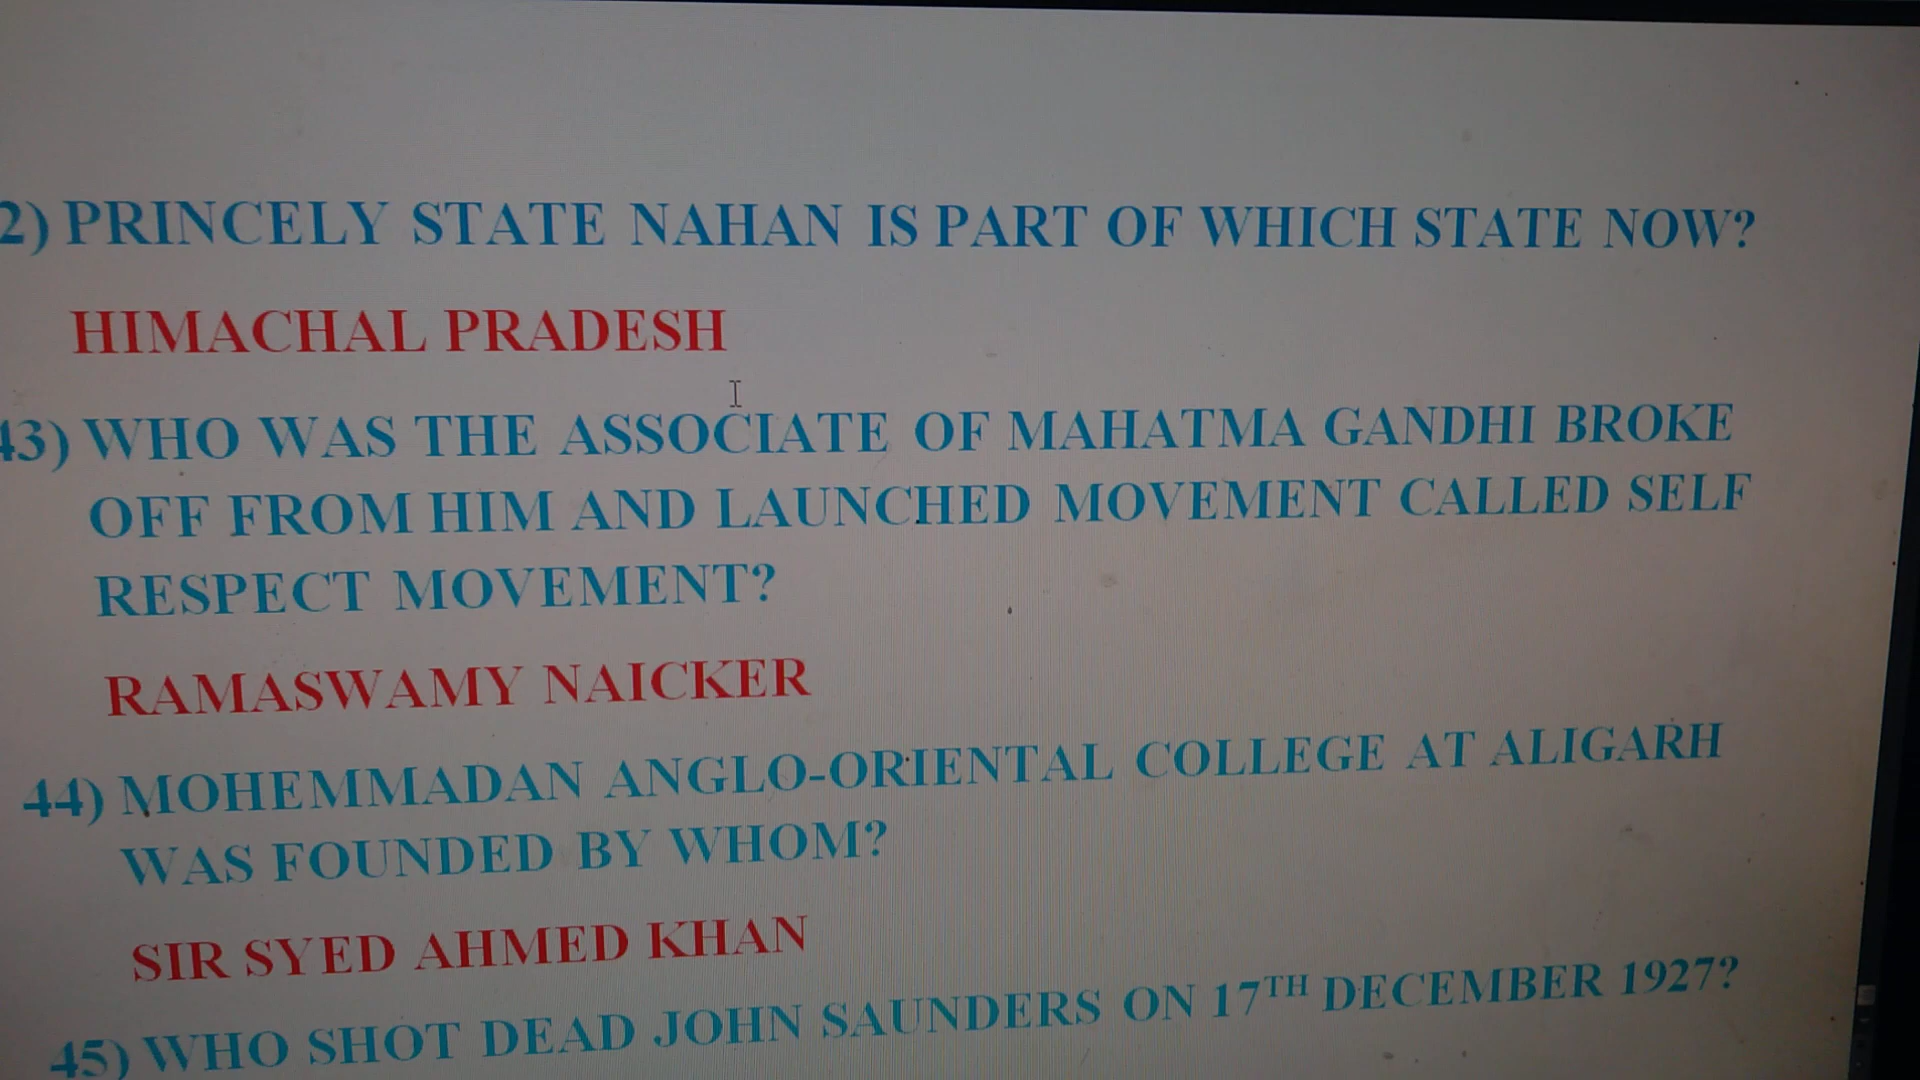 2) PRINCELY STATE NAHAN IS PART OF WHICH STATE NOW?
HIMACHAL PRADESH
43) WHO WAS THE ASSOCIATE OF MAHATMA GANDHI BROKE
OFF FROM HIM AND LAUNCHED MOVEMENT CALLED SELF
RESPECT MOVEMENT?
RAMASWAMY NAICKER
44) MOHEMMADAN ANGLO-ORIENTAL COLLEGE AT ALIGARH
WAS FOUNDED BY WHOM?
SIR SYED AHMED KHAN
45) WHO SHOT DEAD JOHN SAUNDERS ON 17TH DECEMBER 1927?